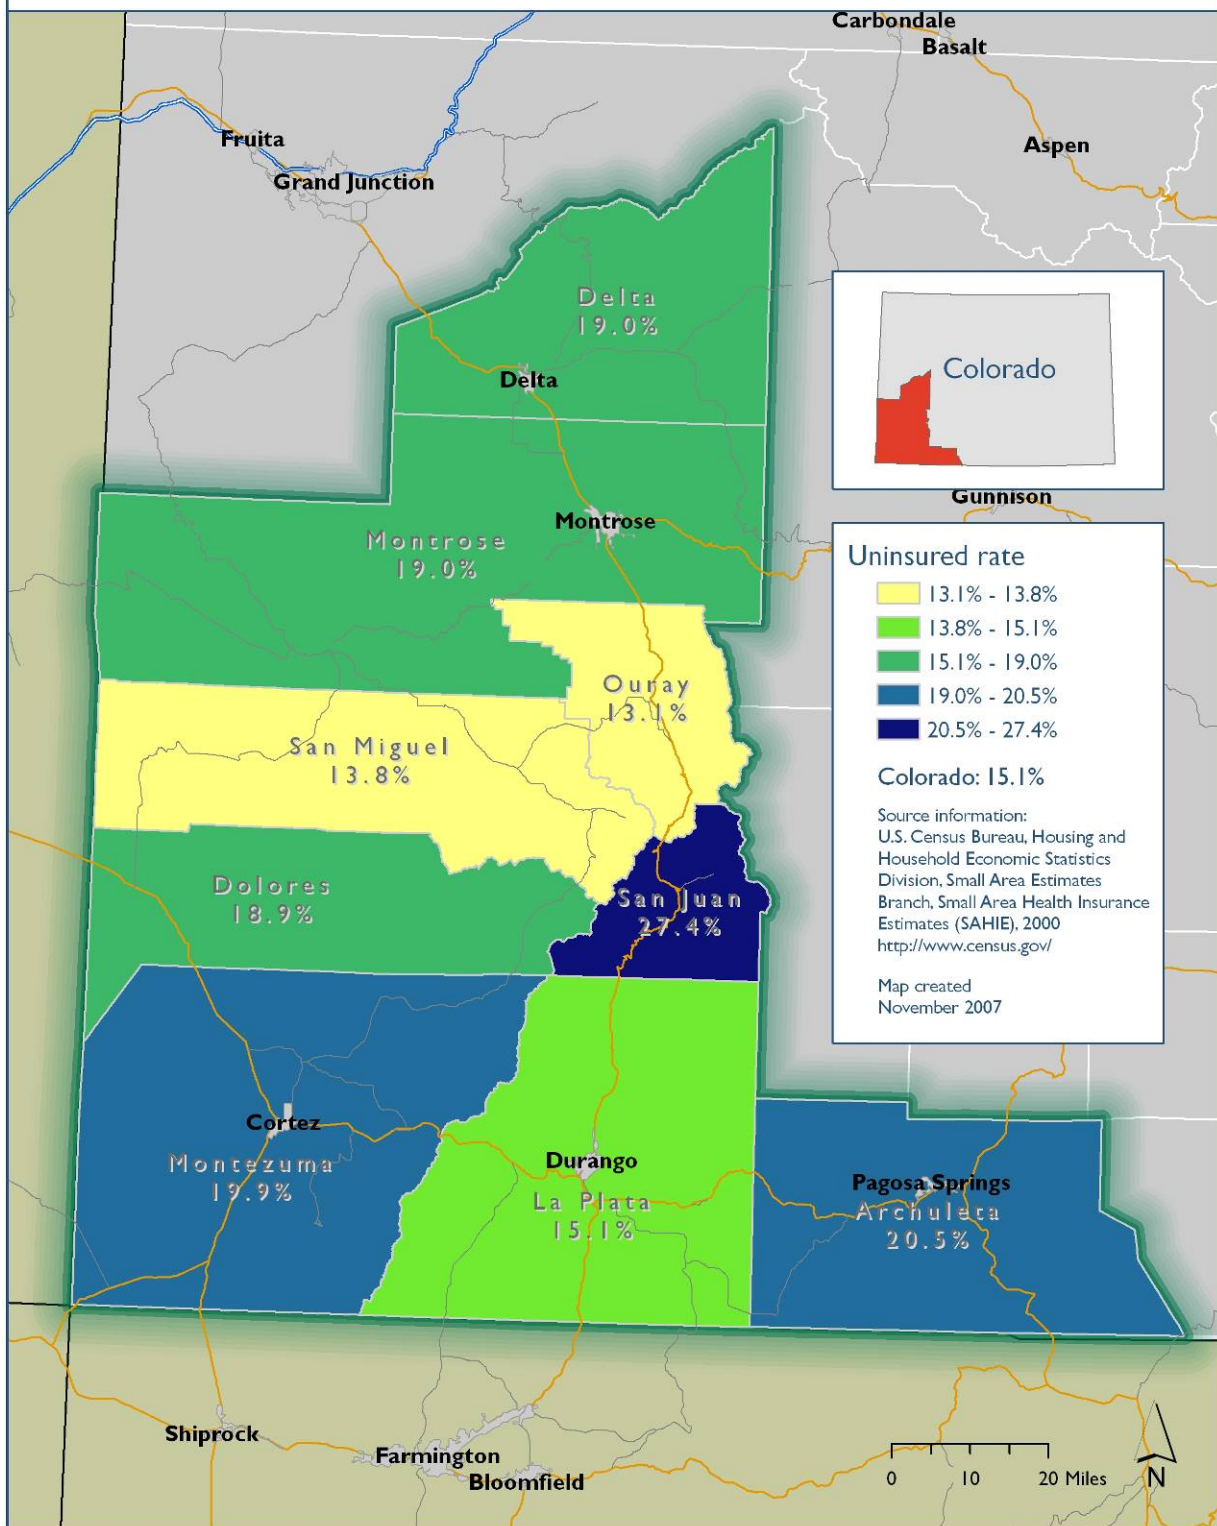 Carbondale
Basalt
Fruita
Aspen
Grand Junction
Delta
19.0%
Colorado
Delta
Gunnison
Montrose
Montrose
19.0%
Uninsured rate
13.1% - 13.8%
13.8% - 15.1%
15.1% - 19.0%
19.0% - 20.5%
20.5% - 27.4%
Colorado: 15.1%
Source information:
U.S. Census Bureau, Housing and
Household Economic Statistics
Division, Small Area Estimates
Branch, Small Area Health Insurance
Estimates (SAHIE), 2000
http://www.census.gov/
Map created
November 2007
Ouray
13.1%
San Miguel
13.8%
Dolores
18.9%
San Juan
27.4%
Cortez
Montezuma
19.9%
Durango
La Plata
15.1%
Pagosa Springs
Archuleta
20.5%
Shiprock
Farmington
Bloomfield
0 10 20 Miles
N